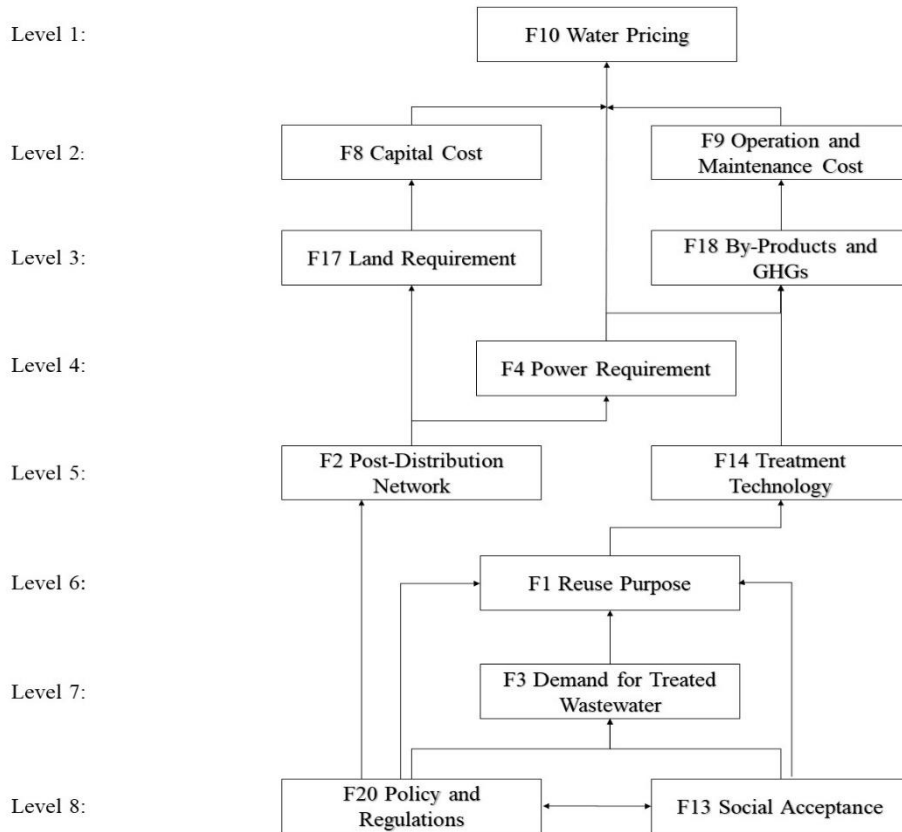 Level 1:
F10 Water Pricing
Level 2:
F8 Capital Cost
F9 Operation and
Maintenance Cost
Level 3:
F17 Land Requirement
F18 By-Products and
GHGs
Level 4:
F4 Power Requirement
Level 5:
F2 Post-Distribution
Network
F14 Treatment
Technology
Level 6:
F1 Reuse Purpose
Level 7:
F3 Demand for Treated
Wastewater
Level 8:
F20 Policy and
Regulations
F13 Social Acceptance